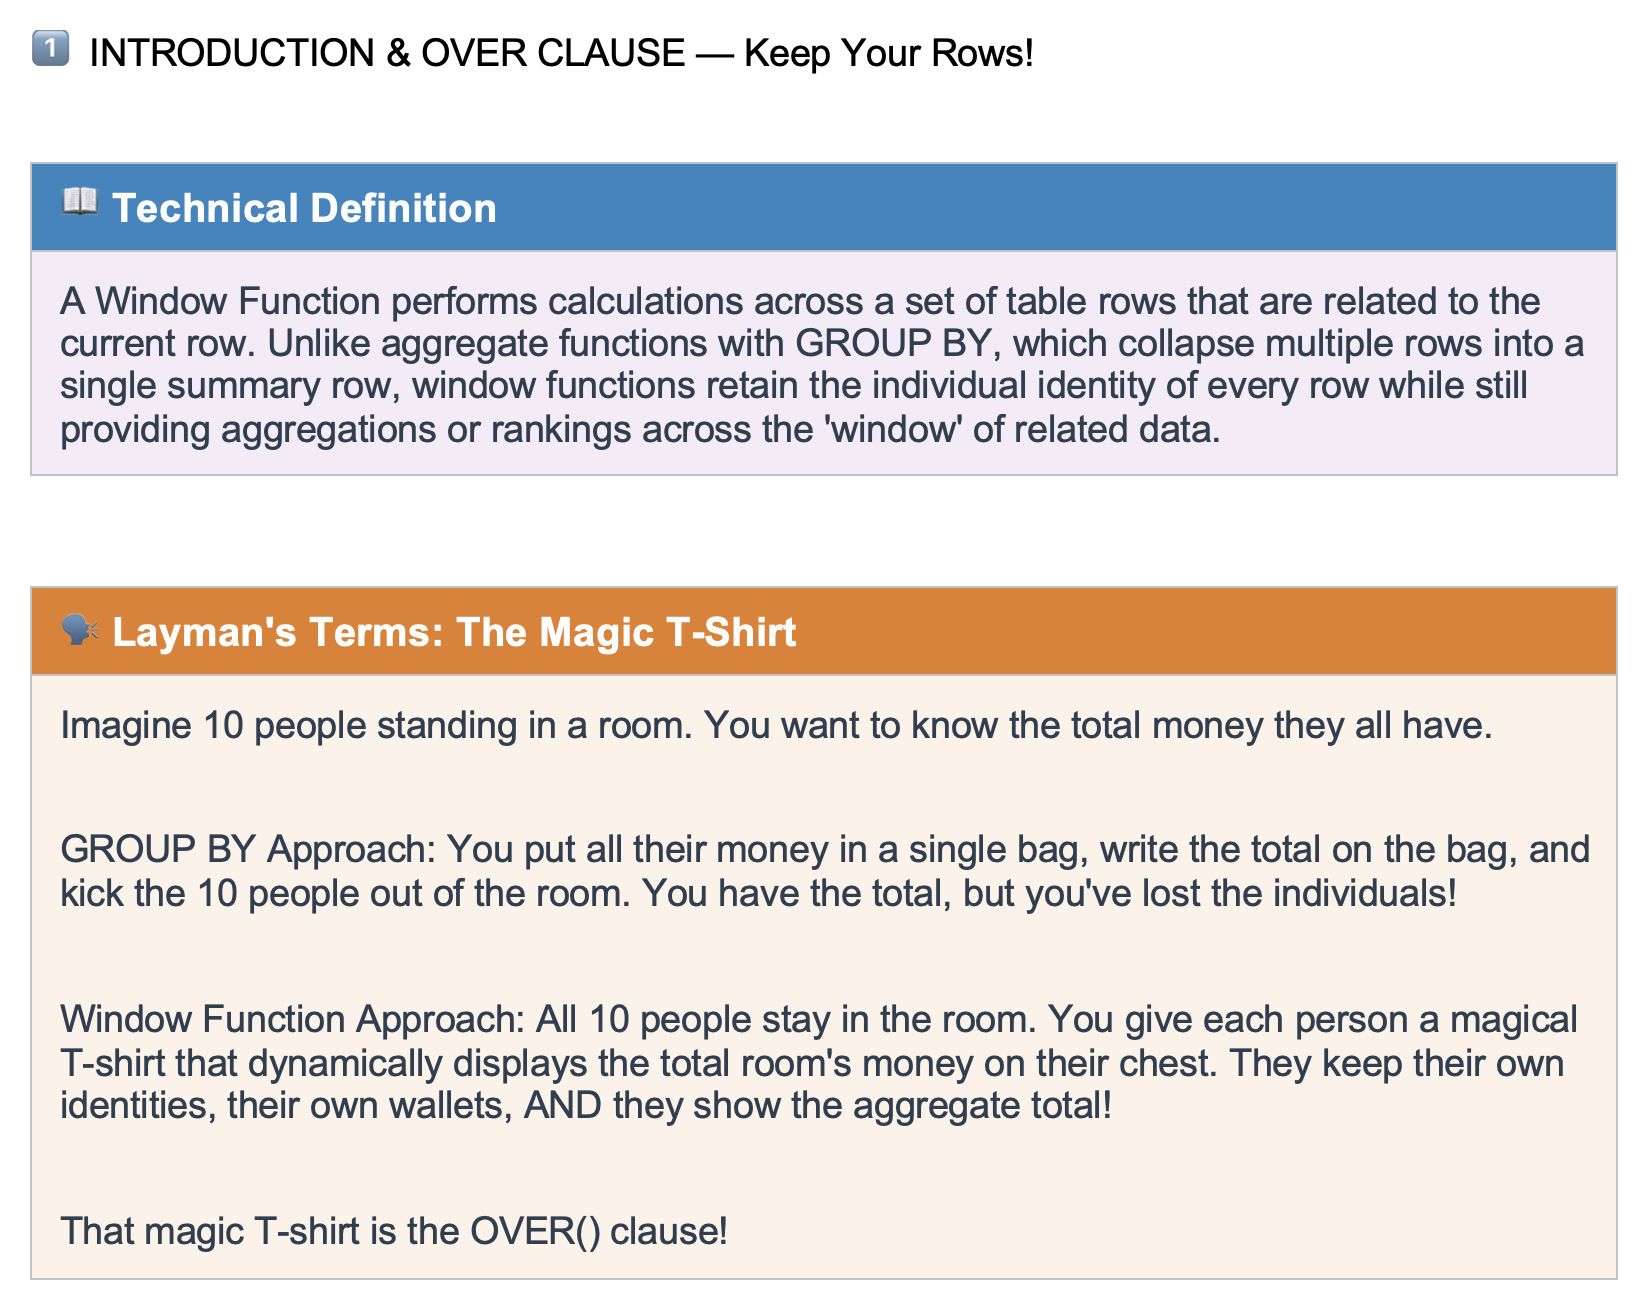 1️⃣ INTRODUCTION & OVER CLAUSE — Keep Your Rows!
📖 Technical Definition
A Window Function performs calculations across a set of table rows that are related to the
current row. Unlike aggregate functions with GROUP BY, which collapse multiple rows into a
single summary row, window functions retain the individual identity of every row while still
providing aggregations or rankings across the 'window' of related data.
🗣️ Layman's Terms: The Magic T-Shirt
Imagine 10 people standing in a room. You want to know the total money they all have.
GROUP BY Approach: You put all their money in a single bag, write the total on the bag, and
kick the 10 people out of the room. You have the total, but you've lost the individuals!
Window Function Approach: All 10 people stay in the room. You give each person a magical
T-shirt that dynamically displays the total room's money on their chest. They keep their own
identities, their own wallets, AND they show the aggregate total!
That magic T-shirt is the OVER() clause!